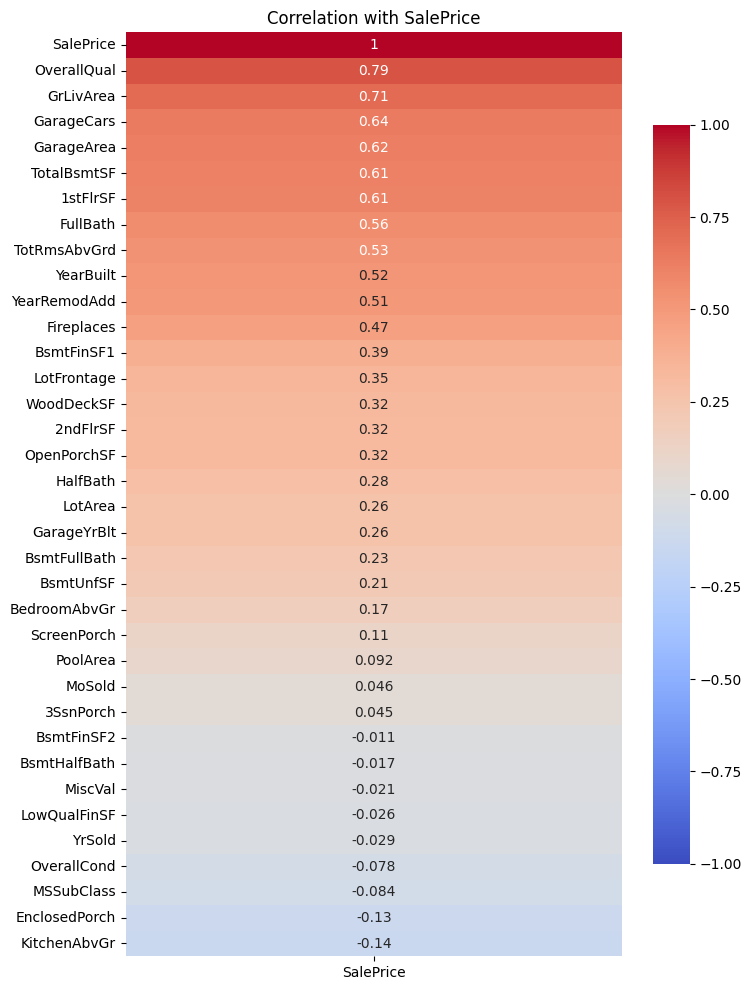 Correlation with SalePrice
SalePrice 1
OverallQual 0.79
GrLivArea 0.71
GarageCars 0.64
GarageArea 0.62
TotalBsmtSF 0.61
1stFlrSF 0.61
FullBath 0.56
TotRmsAbvGrd 0.53
YearBuilt 0.52
YearRemodAdd 0.51
Fireplaces 0.47
BsmtFinSF1 0.39
LotFrontage 0.35
WoodDeckSF 0.32
2ndFlrSF 0.32
OpenPorchSF 0.32
HalfBath 0.28
LotArea 0.26
GarageYrBlt 0.26
BsmtFullBath 0.23
BsmtUnfSF 0.21
BedroomAbvGr 0.17
ScreenPorch 0.11
PoolArea 0.092
MoSold 0.046
3SsnPorch 0.045
BsmtFinSF2 -0.011
BsmtHalfBath -0.017
MiscVal -0.021
LowQualFinSF -0.026
YrSold -0.029
OverallCond -0.078
MSSubClass -0.084
EnclosedPorch -0.13
KitchenAbvGr -0.14
SalePrice
1.00
0.75
0.50
0.25
0.00
−0.25
−0.50
−0.75
−1.00